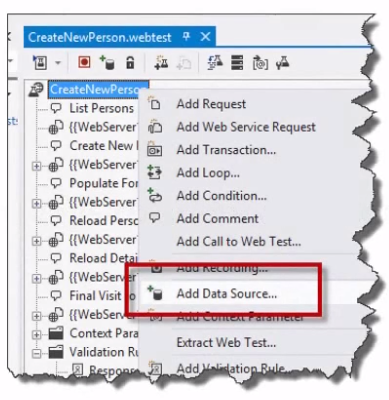 CreateNewPerson.webtest
CreateNewPerson
List Persons
{{WebServer
Create New
{{WebServer
Populate For
{{WebServer
Reload Perso
{{WebServer
Reload Detai
{{WebServer
Final Visit to
{{WebServer
Context Para
Validation Ru
Respons
Add Request
Add Web Service Request
Add Transaction...
Add Loop...
Add Condition...
Add Comment
Add Call to Web Test...
Add Recording...
Add Data Source...
Add Context Parameter
Extract Web Test...
Add Validation Rule...